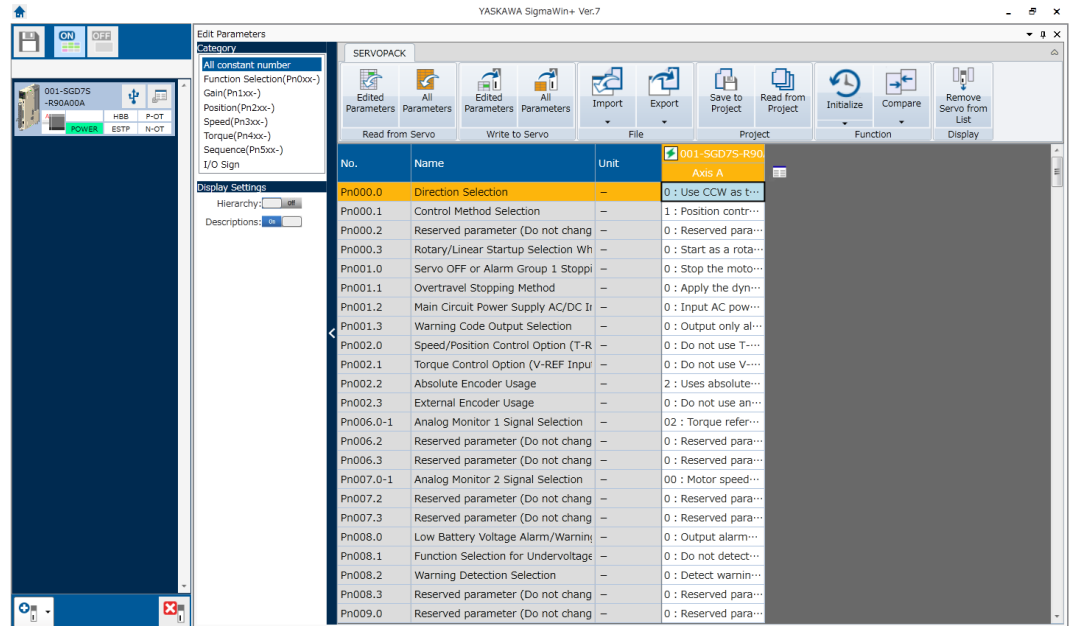 YASKAWA SigmaWin+ Ver.7
ON
OFF
001-SGD7S
-R90A00A
HBB P-OT
POWER ESTP N-OT
Edit Parameters
Category
All constant number
Function Selection(Pn0xx-)
Gain(Pn1xx-)
Position(Pn2xx-)
Speed(Pn3xx-)
Torque(Pn4xx-)
Sequence(Pn5xx-)
I/O Sign
Display Settings
Hierarchy: Off
Descriptions: On
SERVOPACK
Edited Parameters
All Parameters
Read from Servo
Edited Parameters
All Parameters
Write to Servo
Import
Export
File
Save to Project
Read from Project
Project
Initialize
Compare
Function
Remove Servo from List
Display
No. Name Unit 001-SGD7S-R90
Axis A
Pn000.0 Direction Selection − 0 : Use CCW as t⋯
Pn000.1 Control Method Selection − 1 : Position contr⋯
Pn000.2 Reserved parameter (Do not chang − 0 : Reserved para⋯
Pn000.3 Rotary/Linear Startup Selection Wh − 0 : Start as a rota⋯
Pn001.0 Servo OFF or Alarm Group 1 Stoppi − 0 : Stop the moto⋯
Pn001.1 Overtravel Stopping Method − 0 : Apply the dyn⋯
Pn001.2 Main Circuit Power Supply AC/DC In − 0 : Input AC pow⋯
Pn001.3 Warning Code Output Selection − 0 : Output only al⋯
Pn002.0 Speed/Position Control Option (T-R − 0 : Do not use T-⋯
Pn002.1 Torque Control Option (V-REF Input − 0 : Do not use V-⋯
Pn002.2 Absolute Encoder Usage − 2 : Uses absolute⋯
Pn002.3 External Encoder Usage − 0 : Do not use an⋯
Pn006.0-1 Analog Monitor 1 Signal Selection − 02 : Torque refer⋯
Pn006.2 Reserved parameter (Do not chang − 0 : Reserved para⋯
Pn006.3 Reserved parameter (Do not chang − 0 : Reserved para⋯
Pn007.0-1 Analog Monitor 2 Signal Selection − 00 : Motor speed⋯
Pn007.2 Reserved parameter (Do not chang − 0 : Reserved para⋯
Pn007.3 Reserved parameter (Do not chang − 0 : Reserved para⋯
Pn008.0 Low Battery Voltage Alarm/Warning − 0 : Output alarm⋯
Pn008.1 Function Selection for Undervoltage − 0 : Do not detect⋯
Pn008.2 Warning Detection Selection − 0 : Detect warnin⋯
Pn008.3 Reserved parameter (Do not chang − 0 : Reserved para⋯
Pn009.0 Reserved parameter (Do not chang − 0 : Reserved para⋯